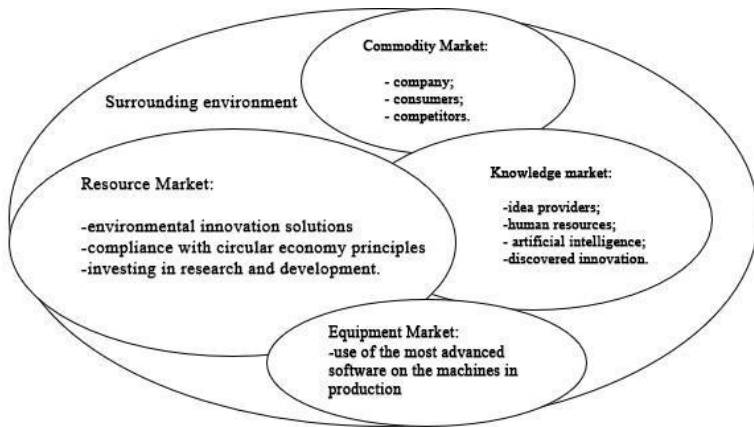 Commodity Market:
- company;
- consumers;
- competitors.
Surrounding environment
Resource Market:
-environmental innovation solutions
-compliance with circular economy principles
-investing in research and development.
Knowledge market:
-idea providers;
-human resources;
- artificial intelligence;
-discovered innovation.
Equipment Market:
-use of the most advanced
software on the machines in
production